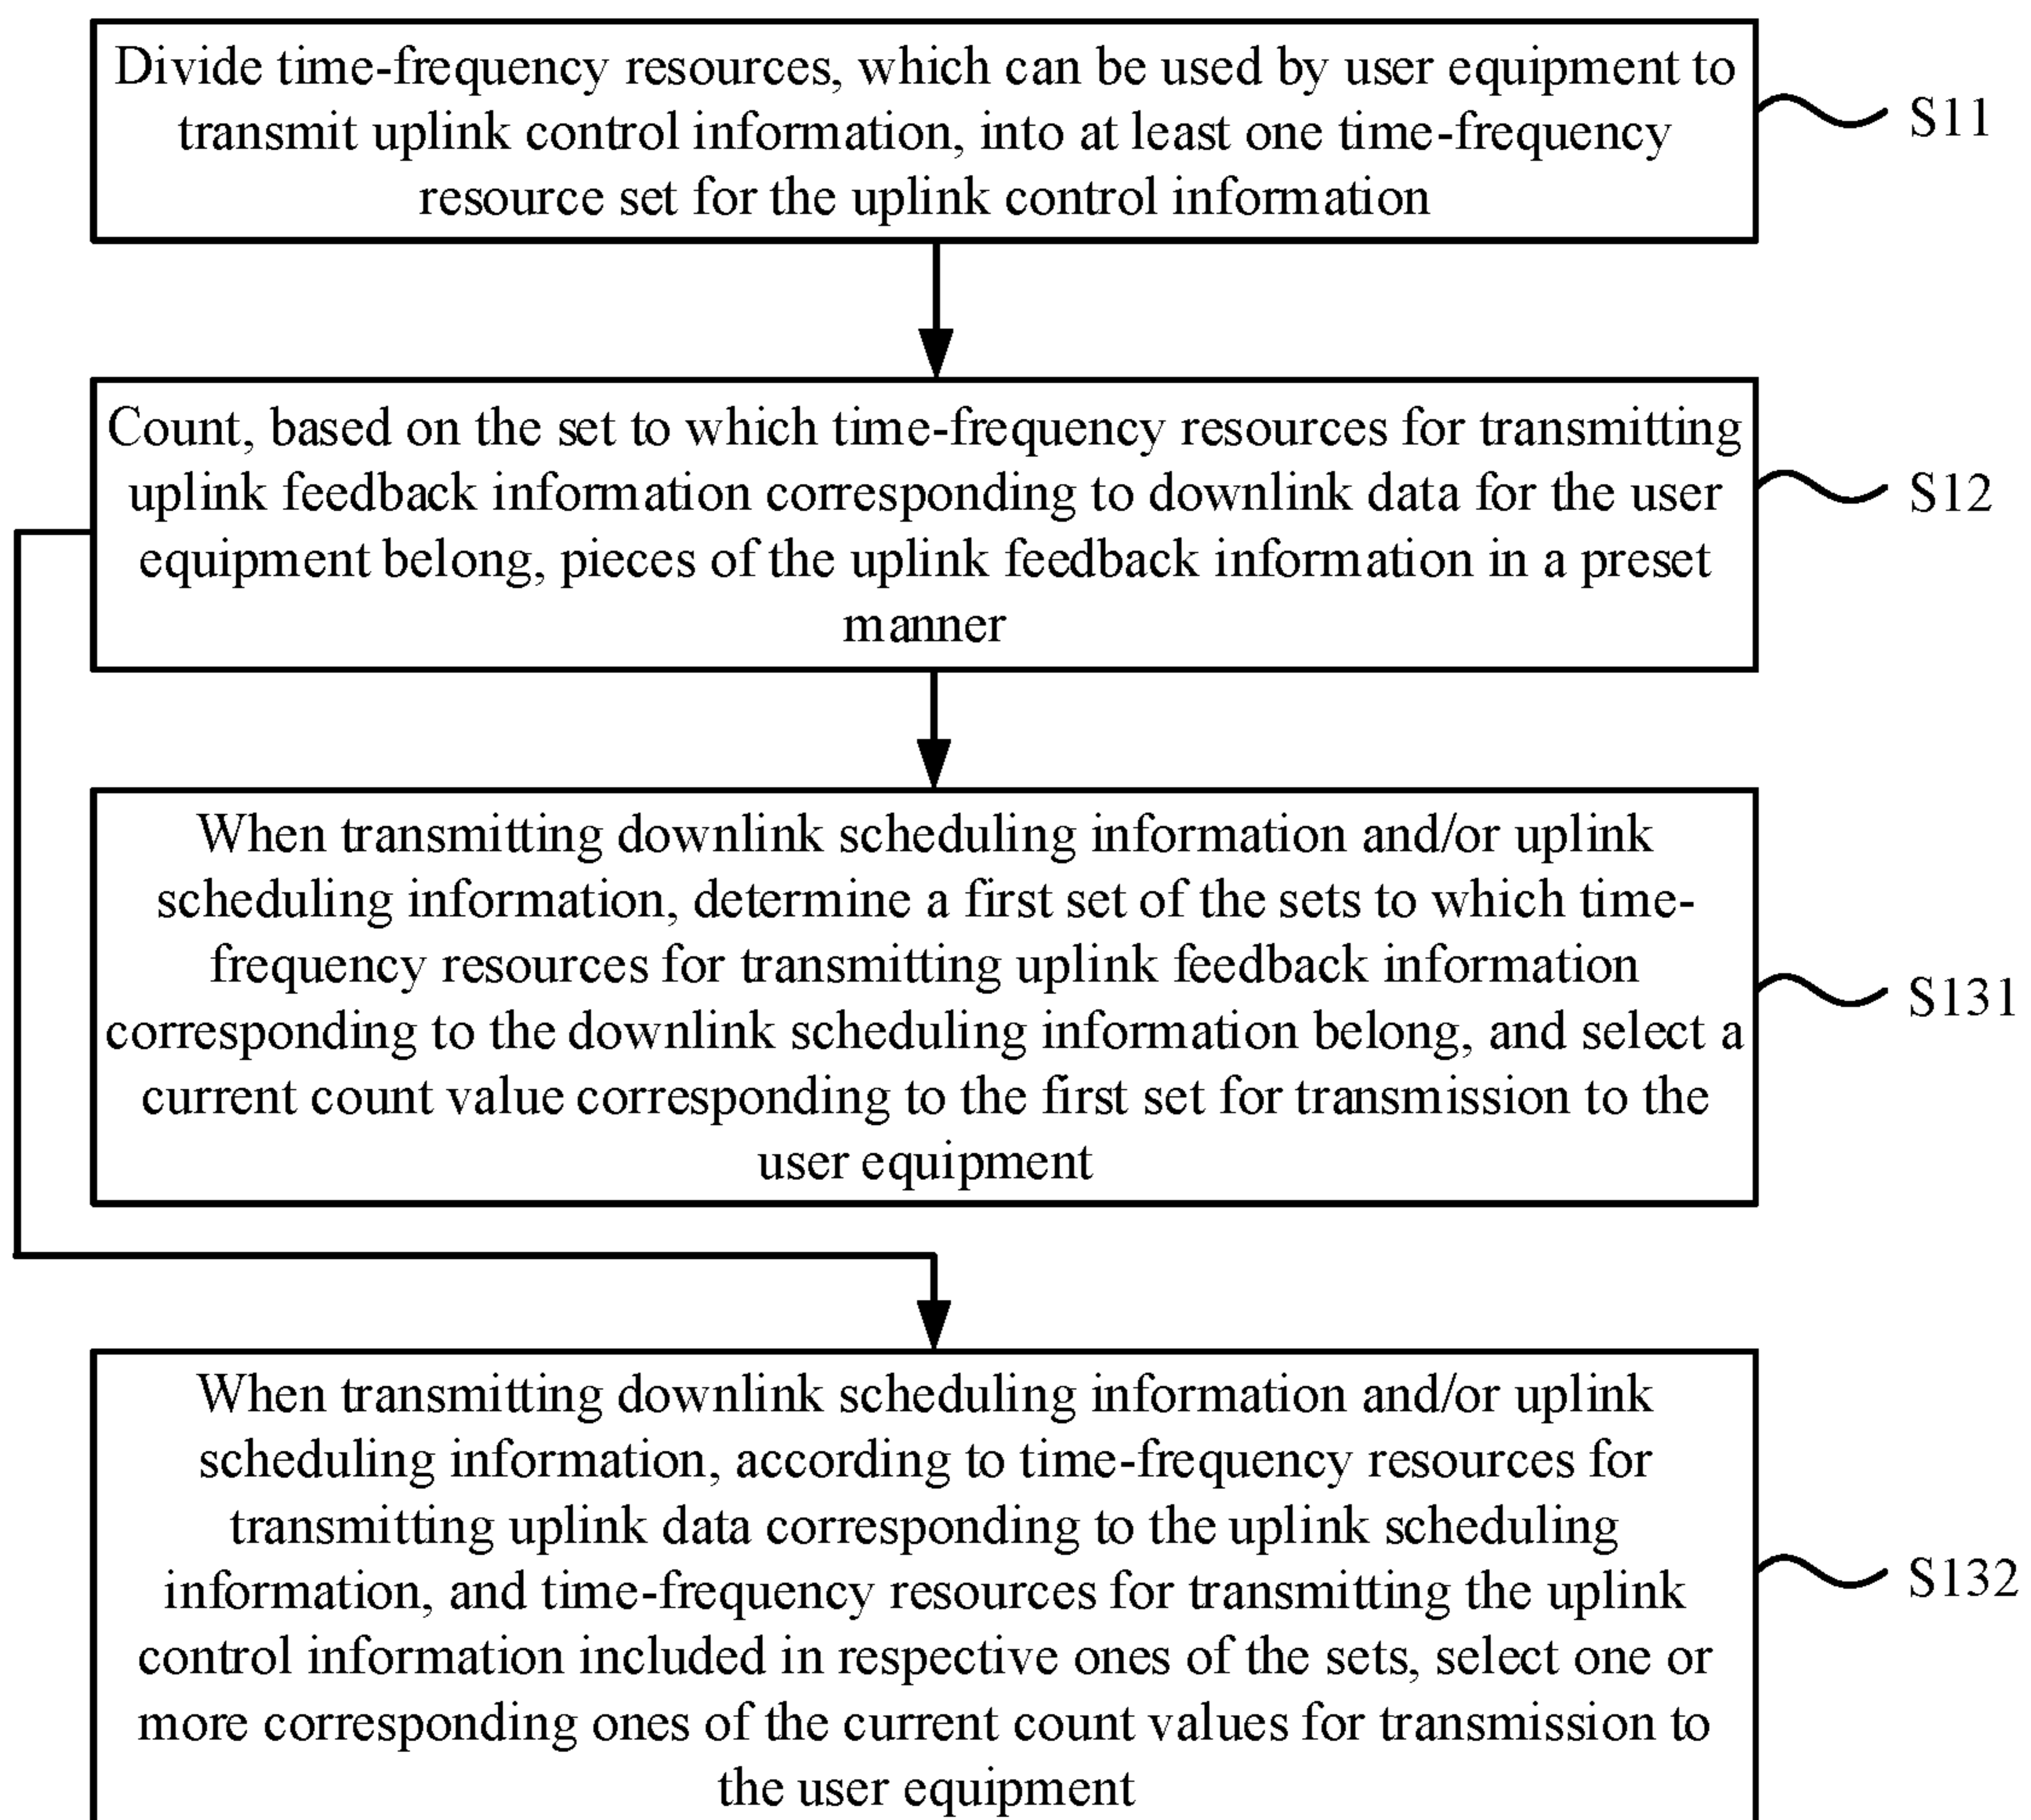 Divide time-frequency resources, which can be used by user equipment to
transmit uplink control information, into at least one time-frequency
resource set for the uplink control information
S11
Count, based on the set to which time-frequency resources for transmitting
uplink feedback information corresponding to downlink data for the user
equipment belong, pieces of the uplink feedback information in a preset
manner
S12
When transmitting downlink scheduling information and/or uplink
scheduling information, determine a first set of the sets to which time-
frequency resources for transmitting uplink feedback information
corresponding to the downlink scheduling information belong, and select a
current count value corresponding to the first set for transmission to the
user equipment
S131
When transmitting downlink scheduling information and/or uplink
scheduling information, according to time-frequency resources for
transmitting uplink data corresponding to the uplink scheduling
information, and time-frequency resources for transmitting the uplink
control information included in respective ones of the sets, select one or
more corresponding ones of the current count values for transmission to
the user equipment
S132